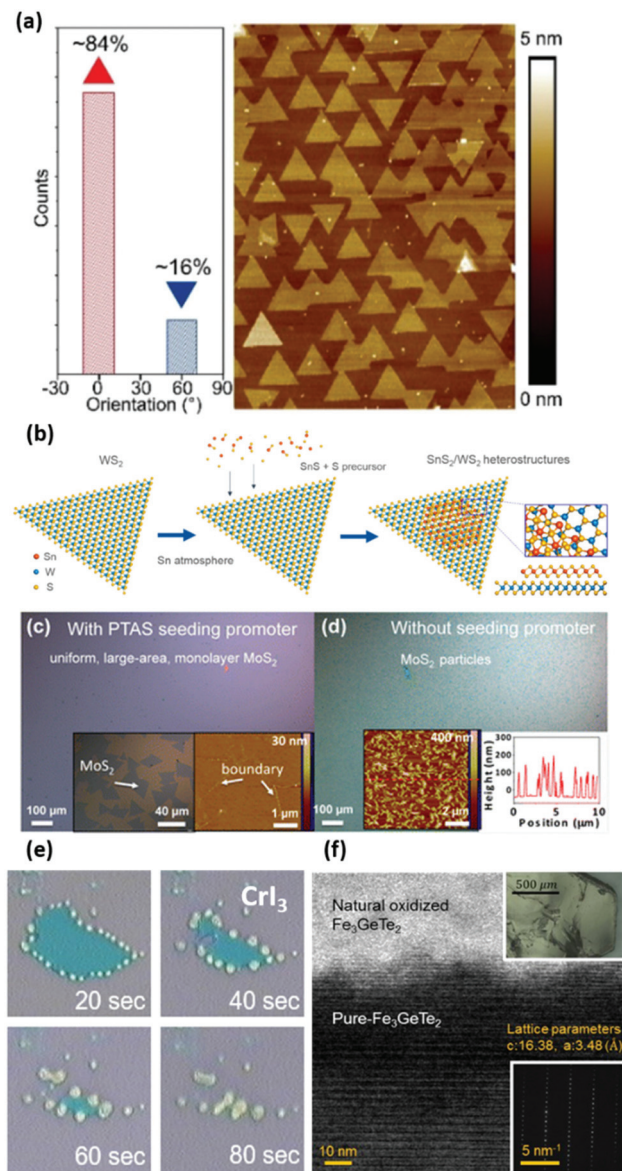 (a)
~84%
~16%
Counts
-30 0 30 60 90
Orientation (°)
5 nm
0 nm
(b)
WS₂
SnS + S precursor
SnS₂/WS₂ heterostructures
Sn atmosphere
Sn
W
S
(c) With PTAS seeding promoter
uniform, large-area, monolayer MoS₂
MoS₂
boundary
30 nm
100 μm
40 μm
1 μm
(d) Without seeding promoter
MoS₂ particles
400 nm
100 μm
2 μm
Height (nm)
300
200
100
0
0 5 10
Position (μm)
(e)
CrI₃
20 sec
40 sec
60 sec
80 sec
(f)
Natural oxidized
Fe₃GeTe₂
500 μm
Pure-Fe₃GeTe₂
Lattice parameters
c:16.38, a:3.48 (Å)
10 nm
5 nm⁻¹